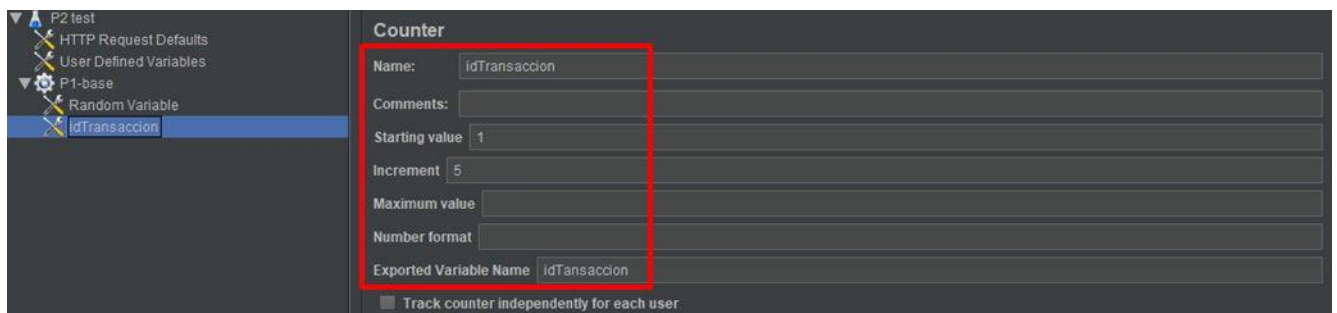 P2 test
HTTP Request Defaults
User Defined Variables
P1-base
Random Variable
idTransaccion
Counter
Name: idTransaccion
Comments:
Starting value 1
Increment 5
Maximum value
Number format
Exported Variable Name idTansaccion
Track counter independently for each user